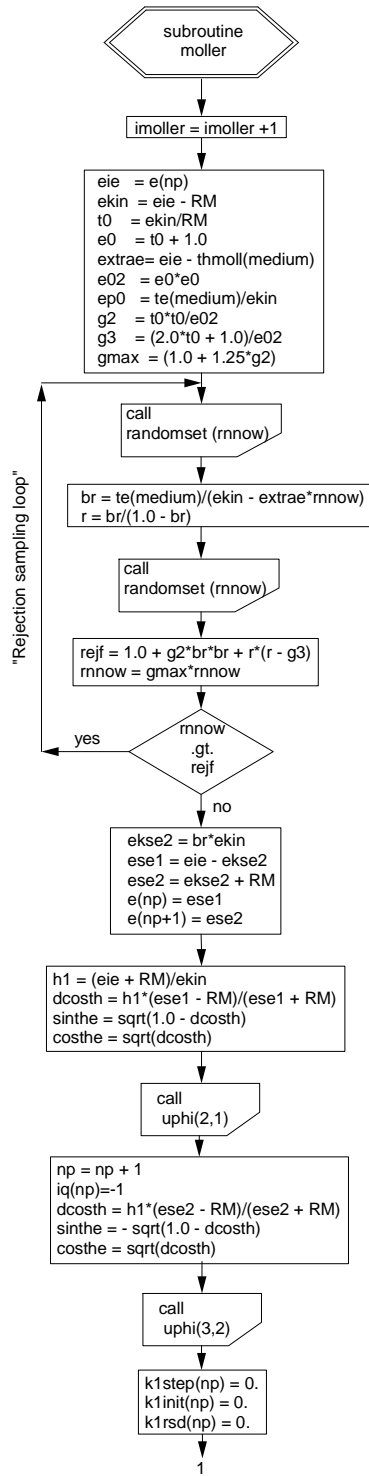 subroutine
moller
imoller = imoller +1
eie = e(np)
ekin = eie - RM
t0 = ekin/RM
e0 = t0 + 1.0
extrae= eie - thmoll(medium)
e02 = e0*e0
ep0 = te(medium)/ekin
g2 = t0*t0/e02
g3 = (2.0*t0 + 1.0)/e02
gmax = (1.0 + 1.25*g2)
call
randomset (rnnow)
"Rejection sampling loop"
br = te(medium)/(ekin - extrae*rnnow)
r = br/(1.0 - br)
call
randomset (rnnow)
rejf = 1.0 + g2*br*br + r*(r - g3)
rnnow = gmax*rnnow
rnnow
.gt.
rejf
yes
no
ekse2 = br*ekin
ese1 = eie - ekse2
ese2 = ekse2 + RM
e(np) = ese1
e(np+1) = ese2
h1 = (eie + RM)/ekin
dcosth = h1*(ese1 - RM)/(ese1 + RM)
sinthe = sqrt(1.0 - dcosth)
costhe = sqrt(dcosth)
call
uphi(2,1)
np = np + 1
iq(np)=-1
dcosth = h1*(ese2 - RM)/(ese2 + RM)
sinthe = - sqrt(1.0 - dcosth)
costhe = sqrt(dcosth)
call
uphi(3,2)
k1step(np) = 0.
k1init(np) = 0.
k1rsd(np) = 0.
1